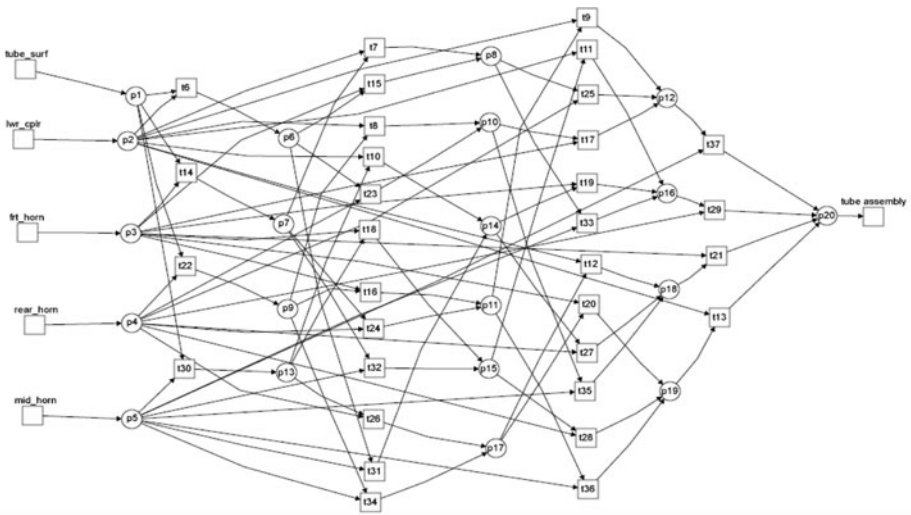 tube_surf
lwr_cplr
frt_horn
rear_horn
mid_horn
p1
p2
p3
p4
p5
t6
t14
t22
t30
p6
p7
p9
p13
t7
t15
t8
t10
t23
t18
t16
t24
t32
t26
t31
t34
p8
p10
p14
p11
p15
p17
t9
t11
t25
t17
t19
t33
t12
t20
t27
t35
t28
t36
p12
p16
p18
p19
t37
t29
t21
t13
p20
tube assembly